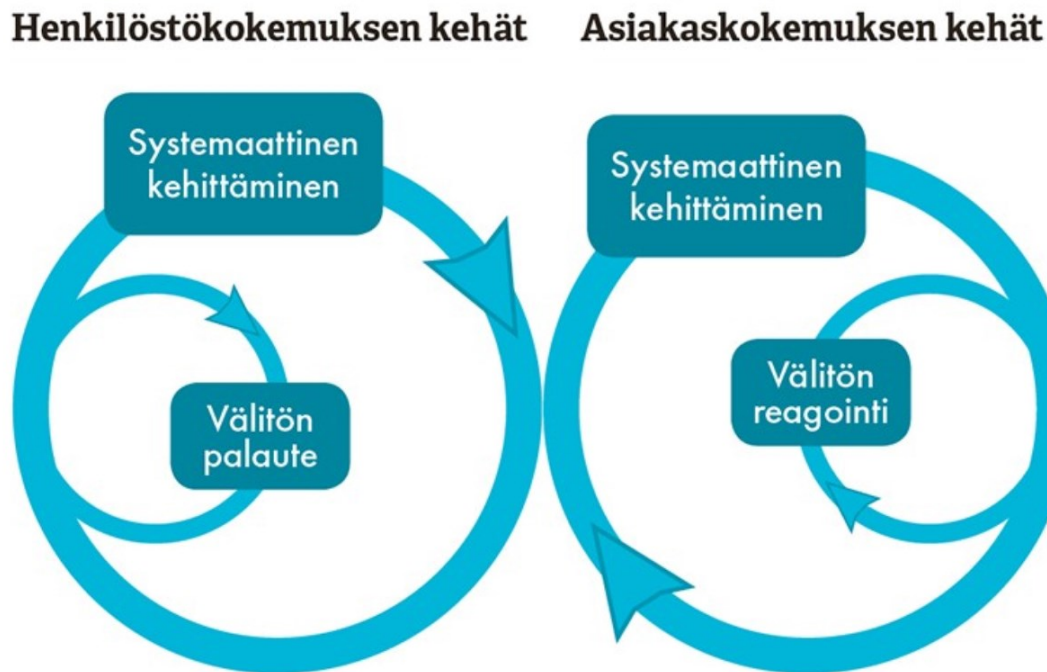 Henkilöstökokemuksen kehät
Asiakaskokemuksen kehät
Systemaattinen
kehittäminen
Välitön
palaute
Systemaattinen
kehittäminen
Välitön
reagointi